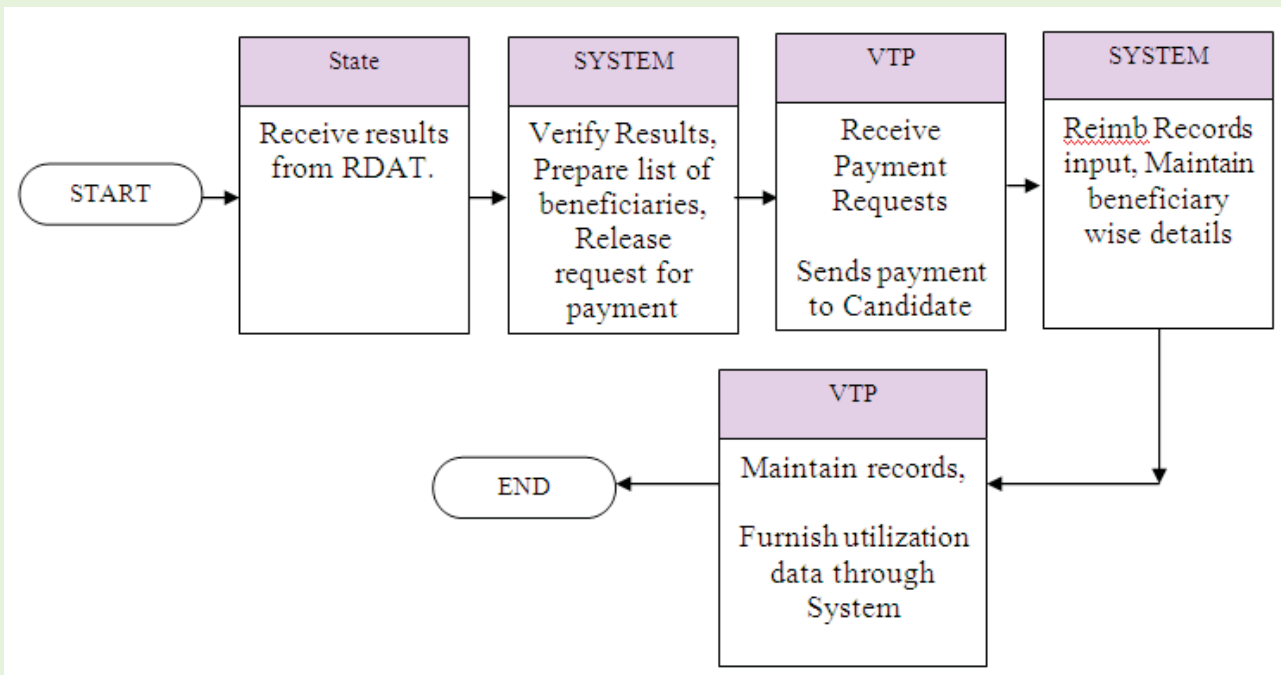 START
State
Receive results
from RDAT.
SYSTEM
Verify Results,
Prepare list of
beneficiaries,
Release
request for
payment
VTP
Receive
Payment
Requests
Sends payment
to Candidate
SYSTEM
Reimb Records
input, Maintain
beneficiary
wise details
VTP
Maintain records,
Furnish utilization
data through
System
END